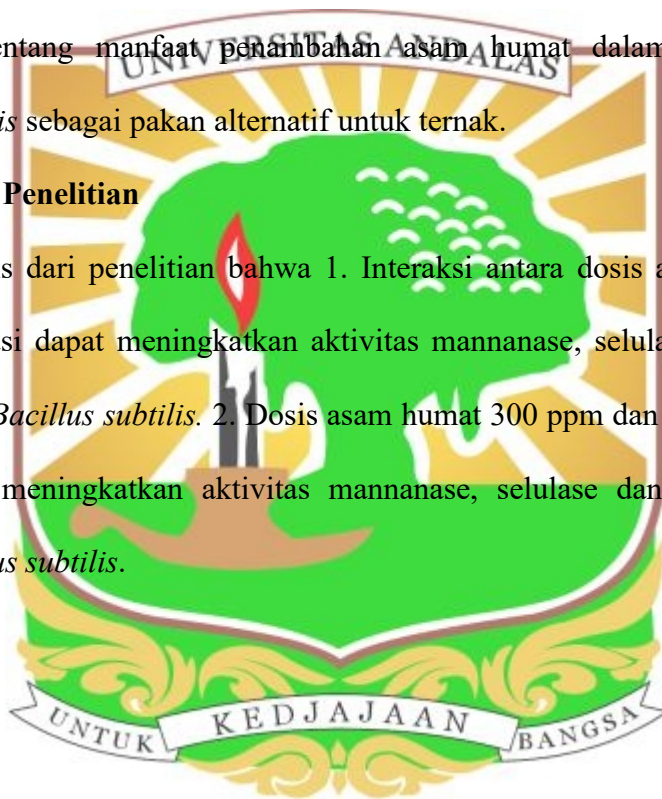 UNIVERSITAS ANDALAS
entang manfaat penambahan asam humat dalam
is sebagai pakan alternatif untuk ternak.
Penelitian
s dari penelitian bahwa 1. Interaksi antara dosis a
si dapat meningkatkan aktivitas mannanase, selula
Bacillus subtilis. 2. Dosis asam humat 300 ppm dan
meningkatkan aktivitas mannanase, selulase dan
us subtilis.
UNTUK KEDJAJAAN BANGSA